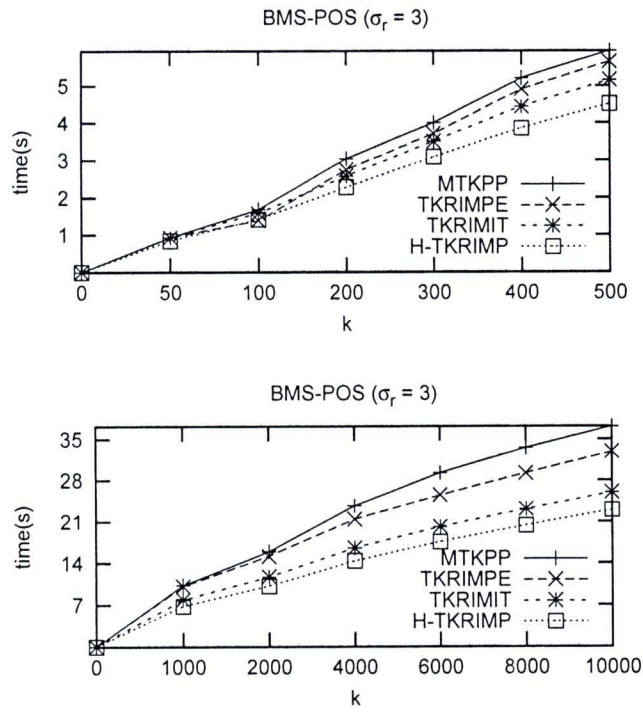 BMS-POS (σr = 3)
time(s)
5
4
3
2
1
MTKPP
TKRIMPE
TKRIMIT
H-TKRIMP
0 50 100 200 300 400 500
k
BMS-POS (σr = 3)
time(s)
35
28
21
14
7
MTKPP
TKRIMPE
TKRIMIT
H-TKRIMP
0 1000 2000 4000 6000 8000 10000
k